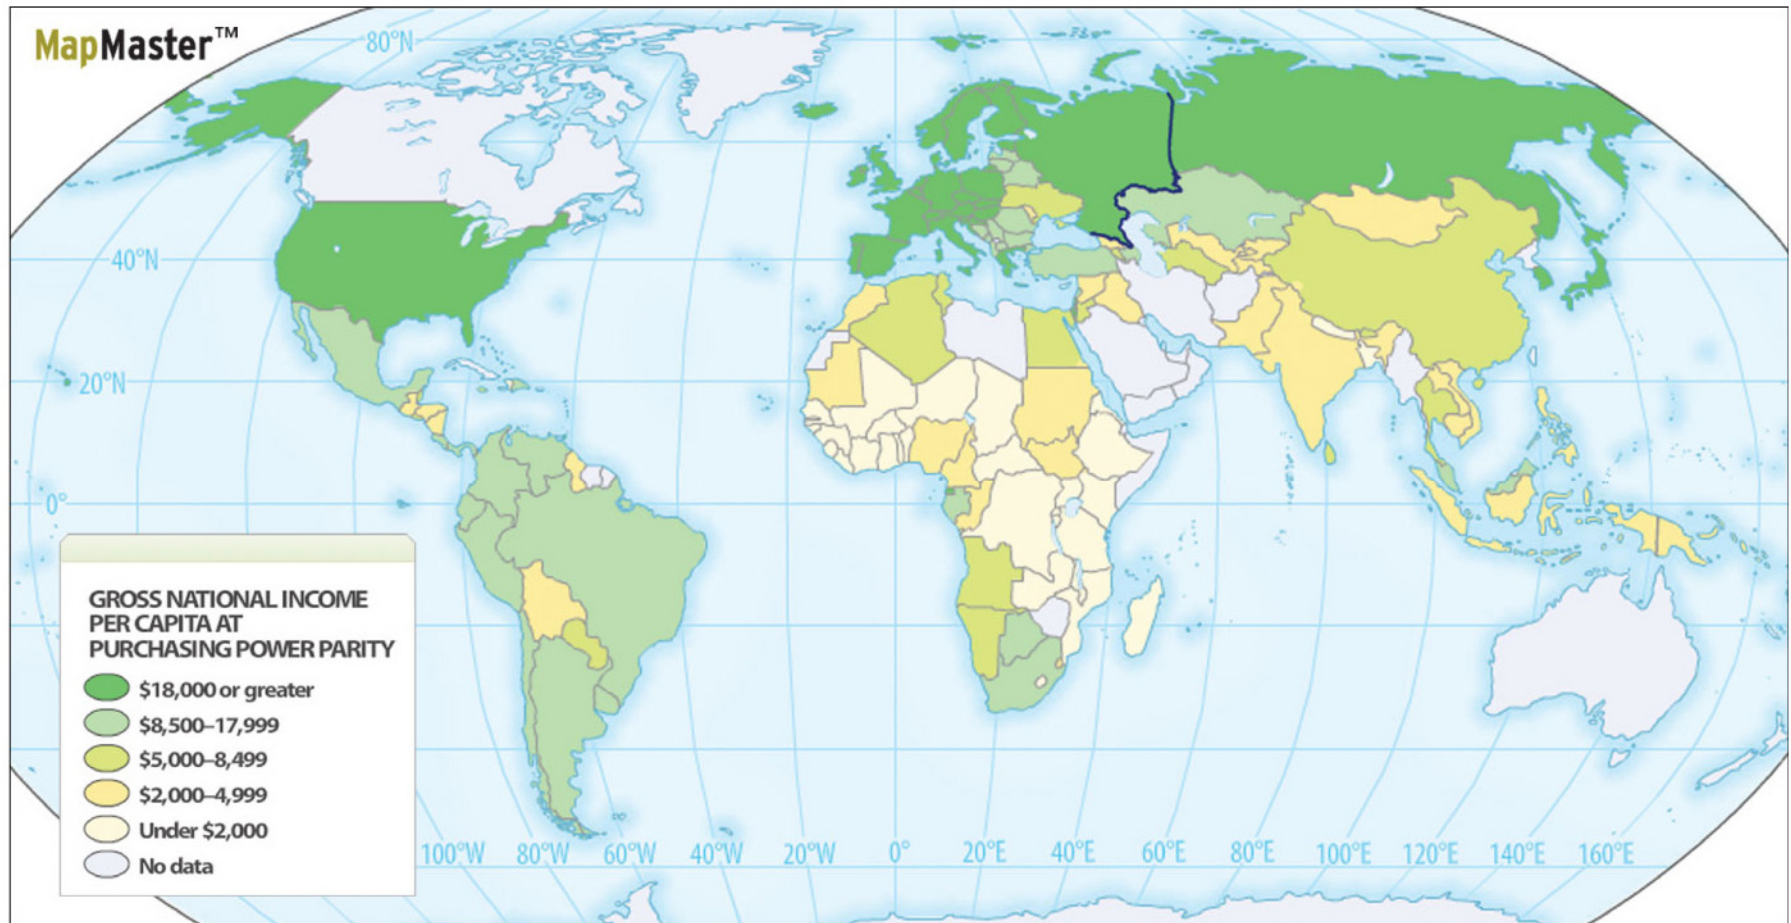 MapMaster™
80°N
40°N
20°N
0°
GROSS NATIONAL INCOME
PER CAPITA AT
PURCHASING POWER PARITY
$18,000 or greater
$8,500–17,999
$5,000–8,499
$2,000–4,999
Under $2,000
No data
100°W 80°W 60°W 40°W 20°W 0° 20°E 40°E 60°E 80°E 100°E 120°E 140°E 160°E